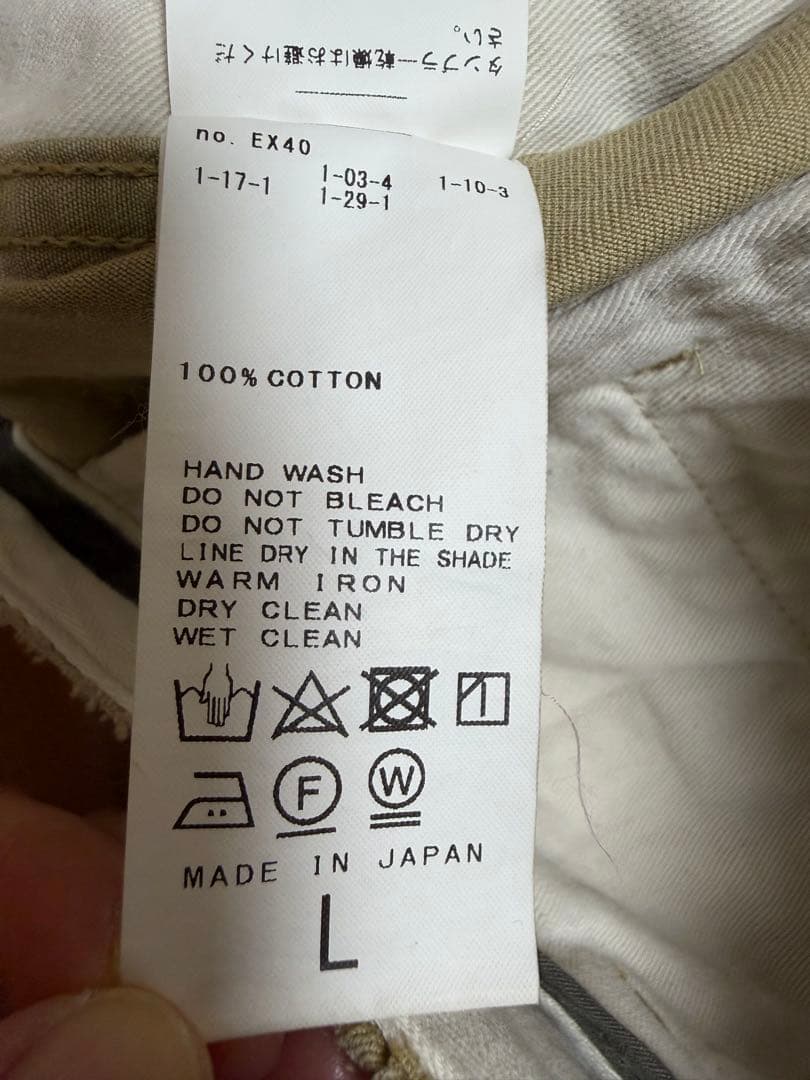 タンブラー乾燥はお避けくだ
さい。
no. EX40
1-17-1 1-03-4 1-10-3
1-29-1
100% COTTON
HAND WASH
DO NOT BLEACH
DO NOT TUMBLE DRY
LINE DRY IN THE SHADE
WARM IRON
DRY CLEAN
WET CLEAN
F W
MADE IN JAPAN
L